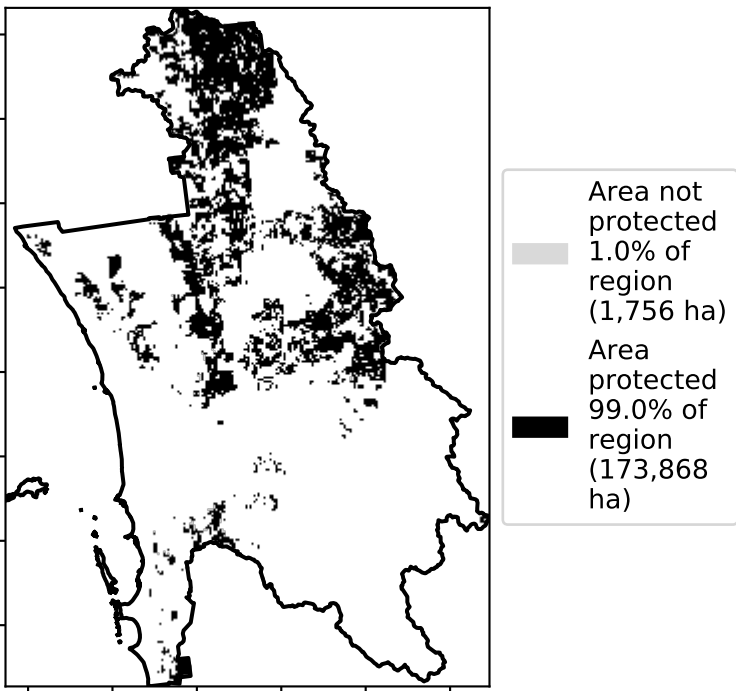 Area not
protected
1.0% of
region
(1,756 ha)
Area
protected
99.0% of
region
(173,868
ha)